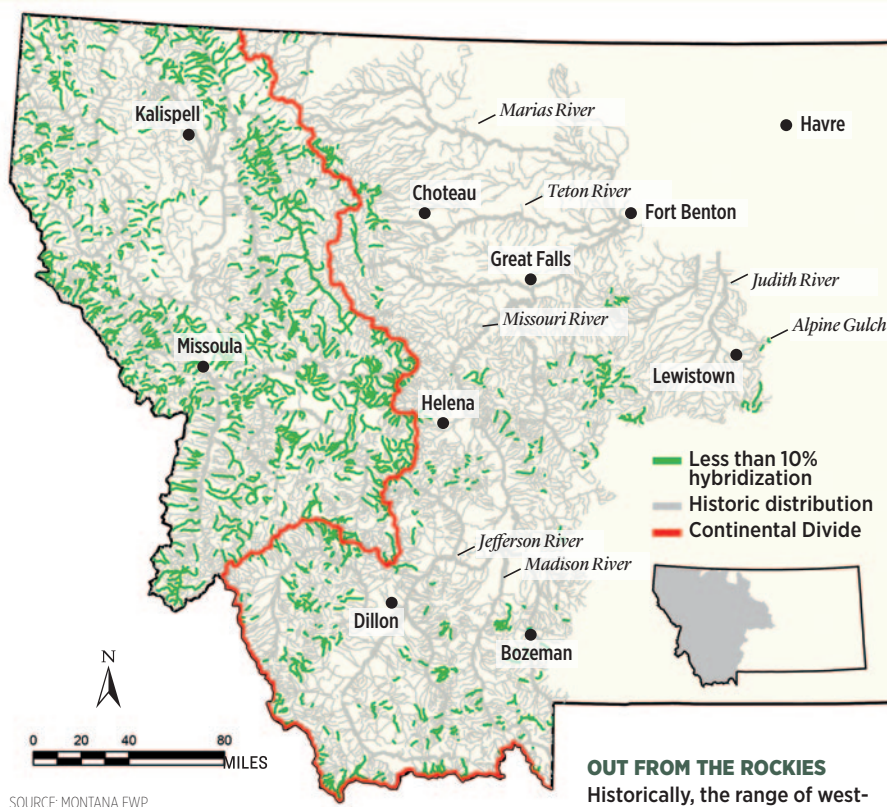 Kalispell
Marias River
Havre
Choteau
Teton River
Fort Benton
Great Falls
Judith River
Missouri River
Alpine Gulch
Missoula
Lewistown
Helena
Less than 10%
hybridization
Historic distribution
Continental Divide
Jefferson River
Madison River
Dillon
Bozeman
N
0 20 40 80
MILES
SOURCE: MONTANA FWP
OUT FROM THE ROCKIES
Historically, the range of west-